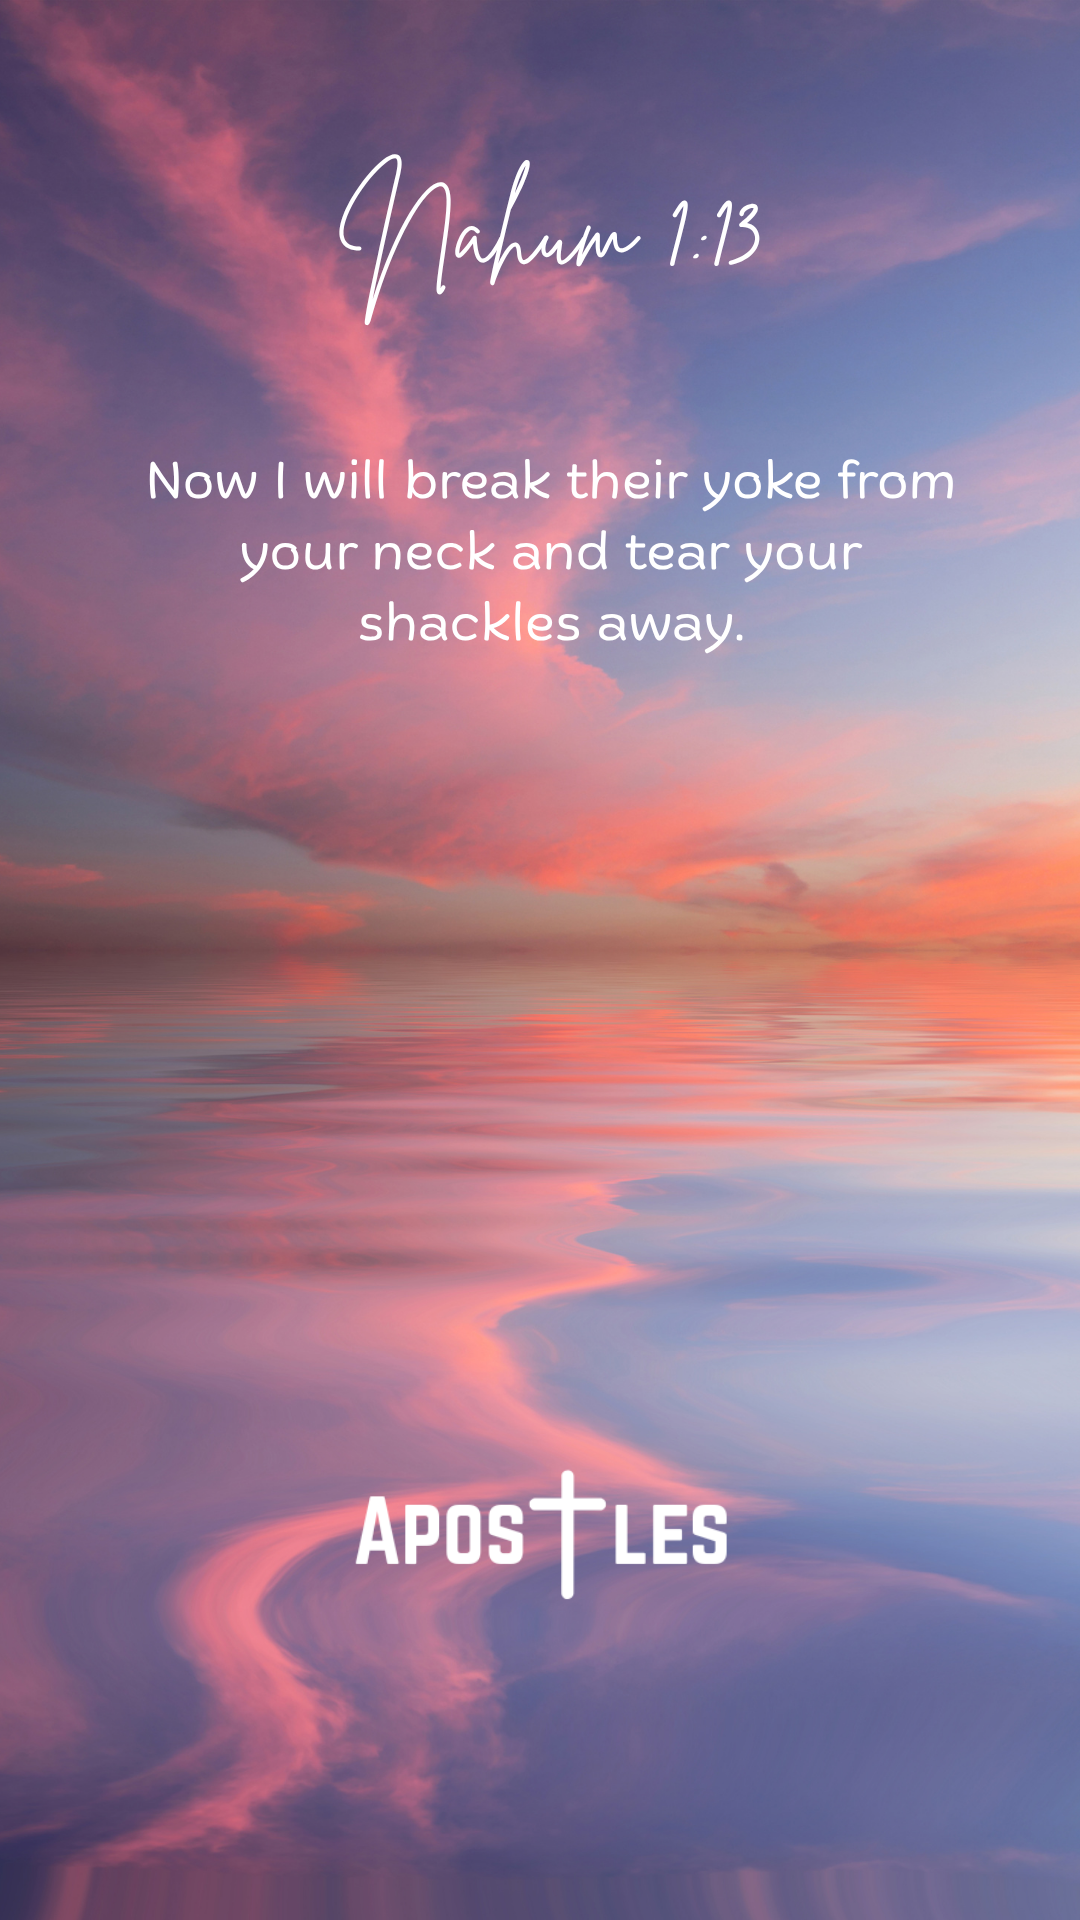 Nahum 1:13
Now I will break their yoke from
your neck and tear your
shackles away.
APOSTLES